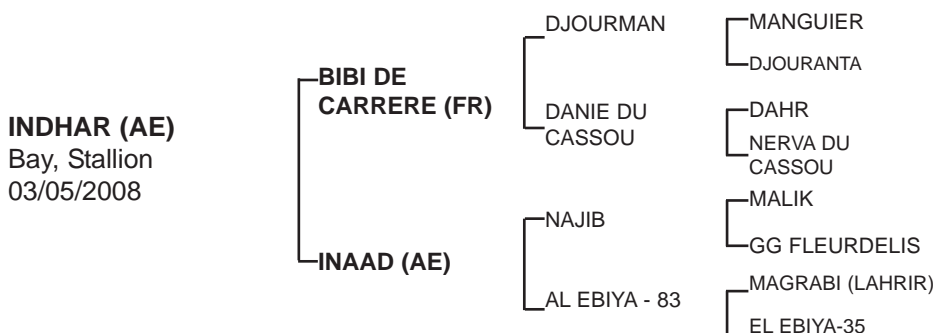 INDHAR (AE)
Bay, Stallion
03/05/2008
BIBI DE
CARRERE (FR)
INAAD (AE)
DJOURMAN
DANIE DU
CASSOU
NAJIB
AL EBIYA - 83
MANGUIER
DJOURANTA
DAHR
NERVA DU
CASSOU
MALIK
GG FLEURDELIS
MAGRABI (LAHRIR)
EL EBIYA-35